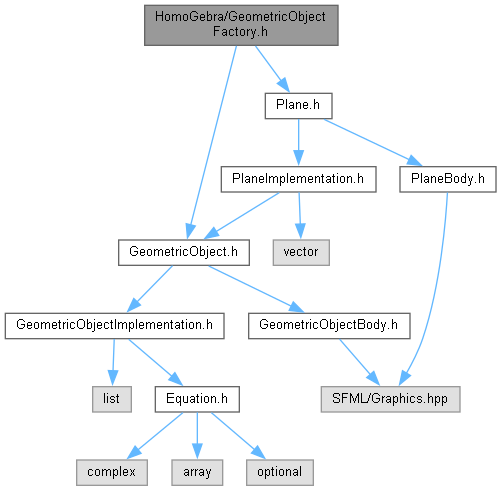 HomoGebra/GeometricObject
Factory.h
Plane.h
PlaneImplementation.h
PlaneBody.h
GeometricObject.h
vector
GeometricObjectImplementation.h
GeometricObjectBody.h
list
Equation.h
SFML/Graphics.hpp
complex
array
optional